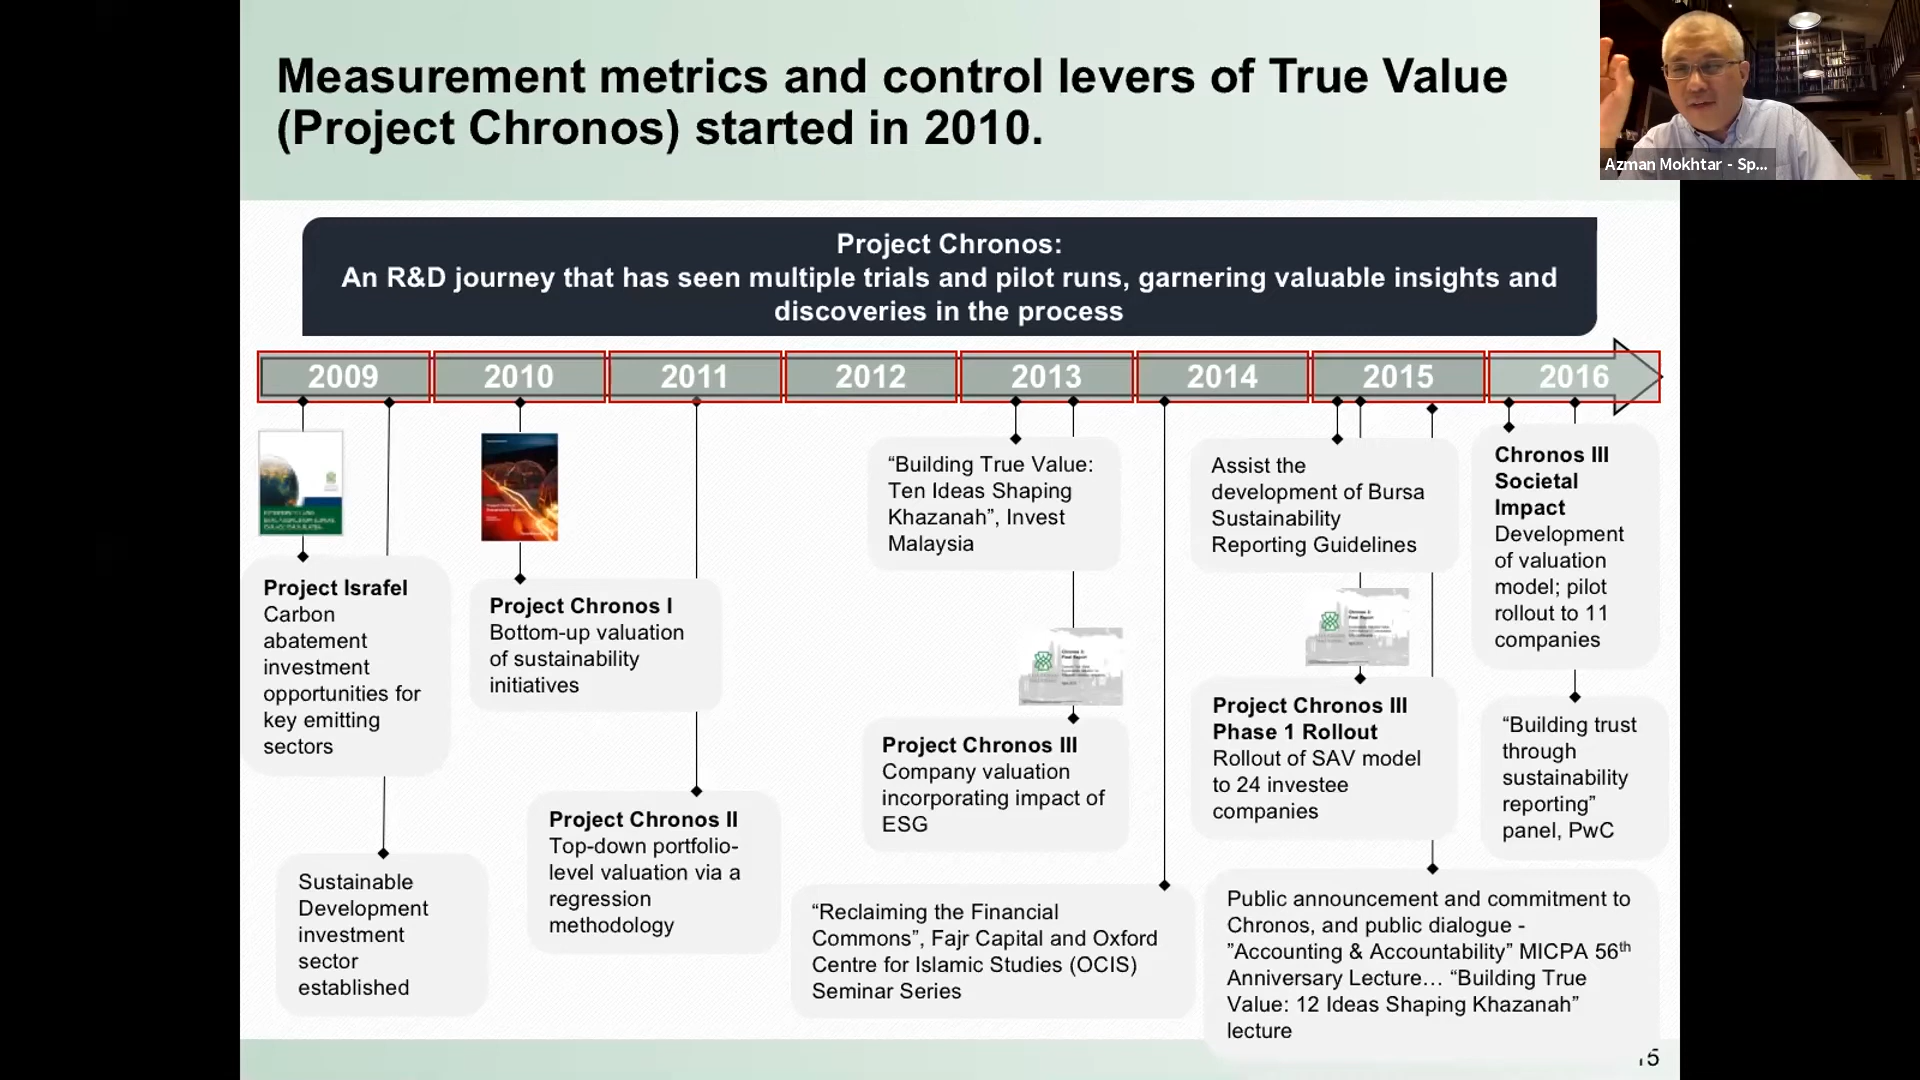 Measurement metrics and control levers of True Value
(Project Chronos) started in 2010.
Azman Mokhtar - Sp...
Project Chronos:
An R&D journey that has seen multiple trials and pilot runs, garnering valuable insights and
discoveries in the process
2009
2010
2011
2012
2013
2014
2015
2016
Project Israfel
Carbon
abatement
investment
opportunities for
key emitting
sectors
Sustainable
Development
investment
sector
established
Project Chronos I
Bottom-up valuation
of sustainability
initiatives
Project Chronos II
Top-down portfolio-
level valuation via a
regression
methodology
“Building True Value:
Ten Ideas Shaping
Khazanah”, Invest
Malaysia
Project Chronos III
Company valuation
incorporating impact of
ESG
“Reclaiming the Financial
Commons”, Fajr Capital and Oxford
Centre for Islamic Studies (OCIS)
Seminar Series
Assist the
development of Bursa
Sustainability
Reporting Guidelines
Project Chronos III
Phase 1 Rollout
Rollout of SAV model
to 24 investee
companies
Public announcement and commitment to
Chronos, and public dialogue -
”Accounting & Accountability” MICPA 56th
Anniversary Lecture… “Building True
Value: 12 Ideas Shaping Khazanah”
lecture
Chronos III
Societal
Impact
Development
of valuation
model; pilot
rollout to 11
companies
“Building trust
through
sustainability
reporting”
panel, PwC
15